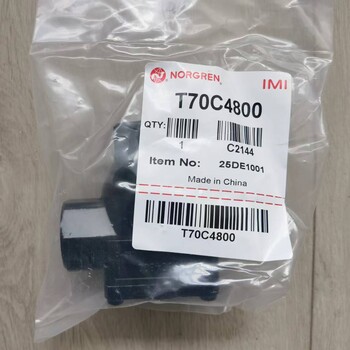 NORGREN IMI
T70C4800
QTY:
1 C2144
Item No: 25DE1001
Made in China
T70C4800